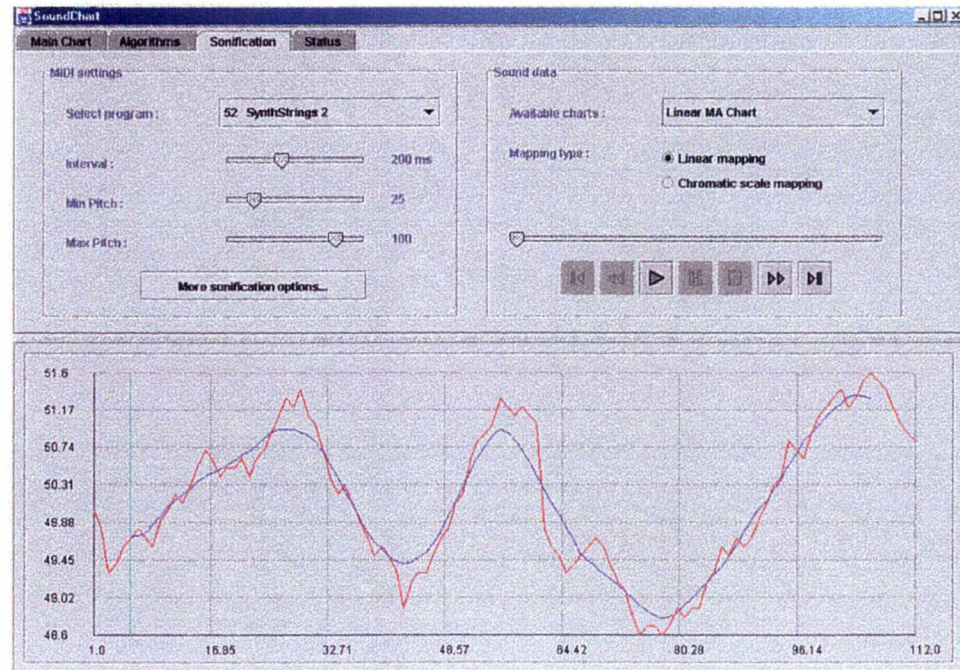 SoundChart
Main Chart Algorithms Sonification Status
MIDI settings
Select program : 52 SynthStrings 2
Interval : 200 ms
Min Pitch : 25
Max Pitch : 100
More sonification options...
Sound data
Available charts : Linear MA Chart
Mapping type : Linear mapping
Chromatic scale mapping
51.6
51.17
50.74
50.31
49.88
49.45
49.02
48.6
1.0 16.85 32.71 48.57 64.42 80.28 96.14 112.0